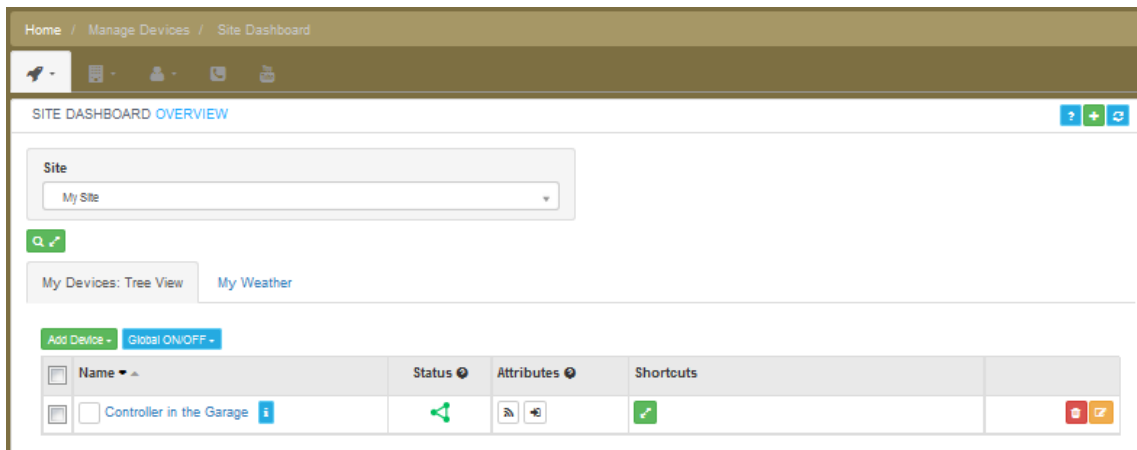 Home / Manage Devices / Site Dashboard
SITE DASHBOARD OVERVIEW
Site
My Site
My Devices: Tree View My Weather
Add Device Global ON/OFF
Name Status Attributes Shortcuts
Controller in the Garage